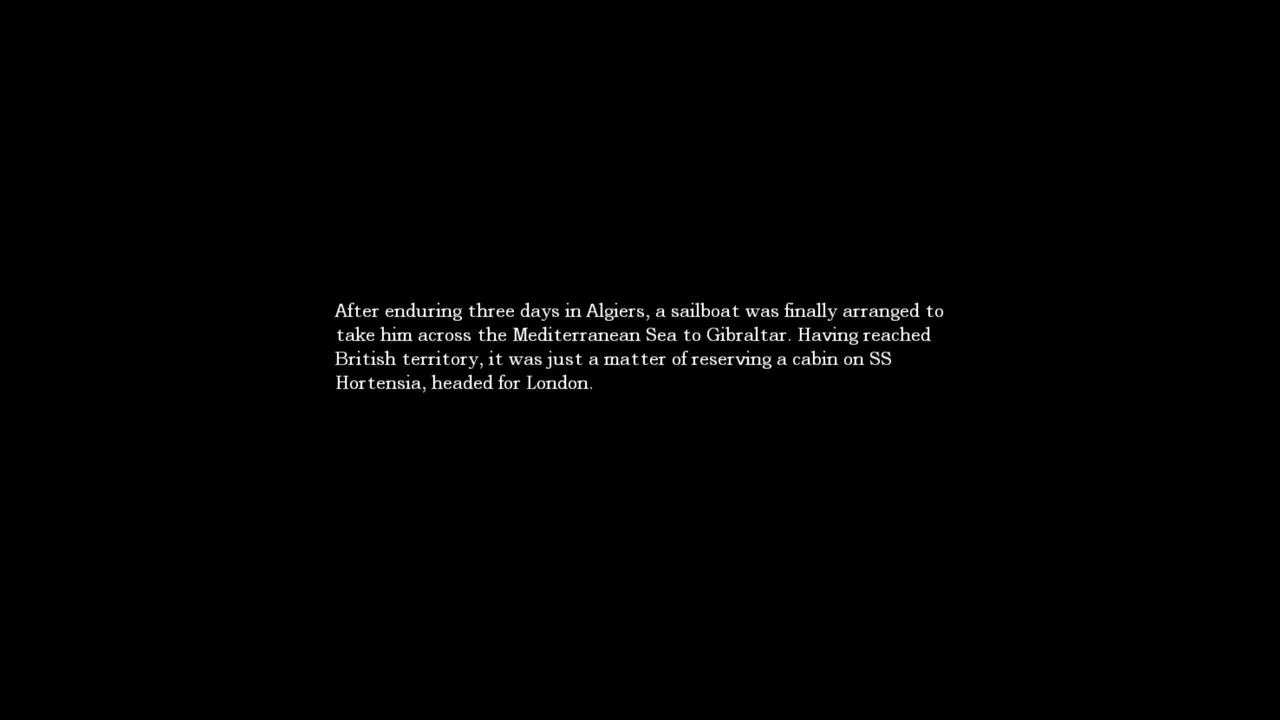 After enduring three days in Algiers, a sailboat was finally arranged to
take him across the Mediterranean Sea to Gibraltar. Having reached
British territory, it was just a matter of reserving a cabin on SS
Hortensia, headed for London.